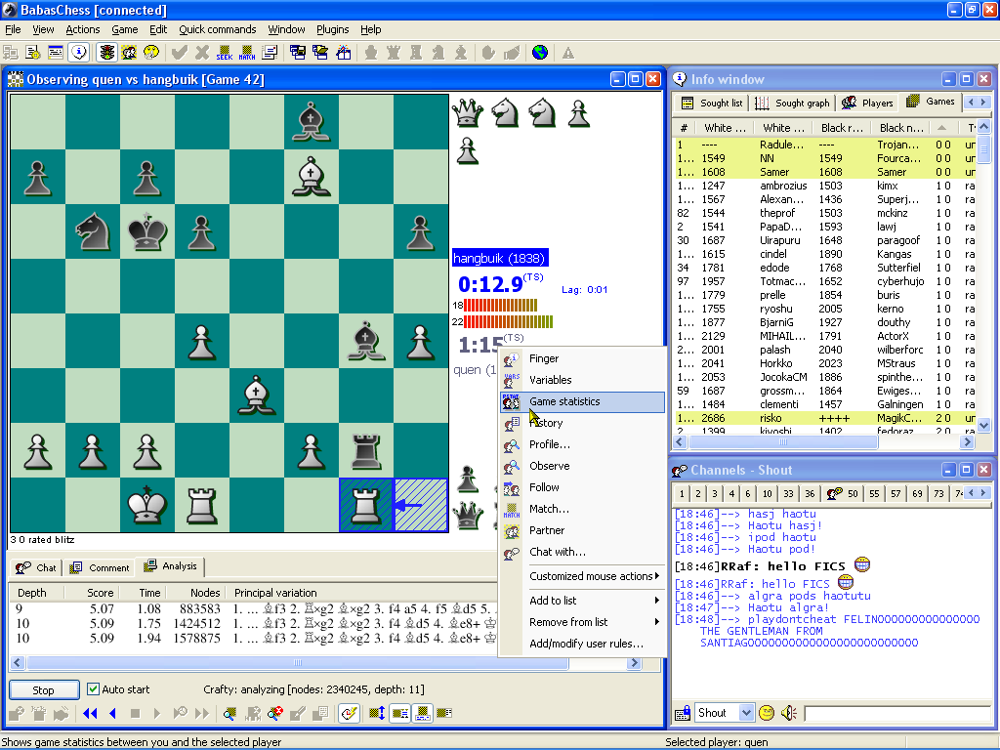 BabasChess [connected]
File View Actions Game Edit Quick commands Window Plugins Help
SEEK MATCH
Observing quen vs hangbuik [Game 42]
hangbuik (1838)
0:12.9 (TS)
Lag: 0:01
18
22
1:15 (TS)
quen (1
3 0 rated blitz
Finger
Variables
Game statistics
History
Profile...
Observe
Follow
Match...
Partner
Chat with...
Customized mouse actions
Add to list
Remove from list
Add/modify user rules...
Chat Comment Analysis
Depth Score Time Nodes Principal variation
9 5.07 1.08 883583 1. ... ♗f3 2. ♖xg2 ♗xg2 3. f4 a5 4. f5 ♗d5 5.
10 5.09 1.75 1424512 1. ... ♗f3 2. ♖xg2 ♗xg2 3. f4 ♗d5 4. ♗e8+ ♔
10 5.09 1.94 1578875 1. ... ♗f3 2. ♖xg2 ♗xg2 3. f4 ♗d5 4. ♗e8+ ♔
Stop Auto start Crafty: analyzing [nodes: 2340245, depth: 11]
Info window
Sought list Sought graph Players Games
# White ... White ... Black r... Black n... T
1 ---- Radule... ---- Trojan... 0 0 ur
1... 1549 NN 1549 Fourca... 0 0 ur
1... 1608 Samer 1608 Samer 0 0 ur
1... 1247 ambrozius 1503 kimx 1 0 ra
1... 1567 Alexan... 1436 Superj... 1 0 ra
82 1544 theprof 1503 mckinz 1 0 ra
2 1541 PapaD... 1593 lawj 1 0 ra
30 1687 Uirapuru 1648 paragoof 1 0 ra
1... 1615 cindel 1890 Kangas 1 0 ra
34 1781 edode 1768 Sutterfiel 1 0 ra
97 1957 Totmac... 1652 cyberhujo 1 0 ra
1... 1779 prelle 1854 buris 1 0 ra
1... 1755 ryoshu 2005 kerno 1 0 ra
1... 1877 BjarniG 1927 douthy 1 0 ra
1... 2129 MIHAIL... 1791 ActorX 1 0 ra
2... 2001 palash 2040 wilberforc 1 0 ra
1... 2041 Horkko 2023 MStraus 1 0 ra
1... 2053 JocokaCM 1886 spinthe... 1 0 ra
59 1687 grossm... 1864 Ewiges... 1 0 ra
1... 1484 clementi 1457 Galningen 1 0 ra
1... 2686 risko ++++ MagikC... 2 0 ur
2... 1399 kiyoshi 1402 fedoraz 2 0 ra
Channels - Shout
1 2 3 4 6 30 33 36 50 55 57 69 73 74
[18:46]--> hasj haotu
[18:46]--> Haotu hasj!
[18:46]--> ipod haotu
[18:46]--> Haotu pod!
[18:46]RRaf: hello FICS
[18:46]RRaf: hello FICS
[18:46]--> algra pods haotutu
[18:47]--> Haotu algra!
[18:48]--> playdontcheat FELINOOOOOOOOOOOOOOO
THE GENTLEMAN FROM
SANTIAGOOOOOOOOOOOOOOOOOOOOOOOOO
Shout
Shows game statistics between you and the selected player
Selected player: quen